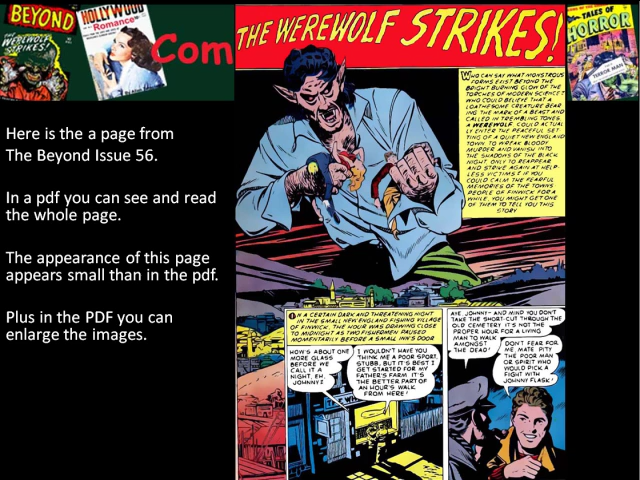 BEYOND
THE
WEREWOLF
STRIKES!
HOLLYWOOD
Romance
Com
THE WEREWOLF STRIKES!
TALES OF
HORROR
TERROR MAN
Here is the a page from
The Beyond Issue 56.
In a pdf you can see and read
the whole page.
The appearance of this page
appears small than in the pdf.
Plus in the PDF you can
enlarge the images.
WHO CAN SAY WHAT MONSTROUS
FORMS EXIST BEYOND THE
BRIGHT BURNING GLOW OF THE
TORCHES OF MODERN SCIENCE?
WHO COULD BELIEVE THAT A
LOATHSOME CREATURE BEAR
ING THE MARK OF A BEAST AND
CALLED IN TREMBLING TONES,
A WEREWOLF, COULD ACTUAL
LY ENTER THE PEACEFUL SET
TING OF A QUIET NEW ENGLAND
TOWN TO WREAK BLOODY
MURDER AND VANISH INTO
THE SHADOWS OF THE BLACK
NIGHT ONLY TO REAPPEAR
AND STRIKE AGAIN AT HELP
LESS VICTIMS? IF YOU
COULD CALM THE FEARFUL
MEMORIES OF THE TOWNS
PEOPLE OF FINWICK FOR A
WHILE, YOU MIGHT GET ONE
OF THEM TO TELL YOU THIS
STORY
ON A CERTAIN DARK AND THREATENING NIGHT
IN THE SMALL NEW ENGLAND FISHING VILLAGE
OF FINWICK, THE HOUR WAS DRAWING CLOSE
TO MIDNIGHT AS TWO FISHERMEN PAUSED
MOMENTARILY BEFORE A SMALL INN'S DOOR
HOW'S ABOUT ONE
MORE GLASS
BEFORE WE
CALL IT A
NIGHT, EH,
JOHNNY?
I WOULDN'T HAVE YOU
THINK ME A POOR SPORT,
STUBB, BUT IT'S BEST I
GET STARTED FOR MY
FATHER'S FARM. IT'S
THE BETTER PART OF
AN HOUR'S WALK
FROM HERE!
AYE, JOHNNY- AND MIND YOU DON'T
TAKE THE SHORT-CUT THROUGH THE
OLD CEMETERY. IT'S NOT THE
PROPER HOUR FOR A LIVING
MAN TO WALK
AMONGST
THE DEAD!
DON'T FEAR FOR
ME, MATE. PITY
THE POOR MAN
OR SPIRIT WHO
WOULD PICK A
FIGHT WITH
JOHNNY FLASK!